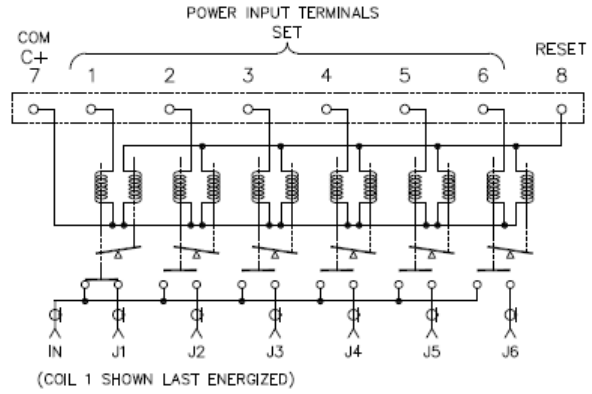 POWER INPUT TERMINALS
COM SET
C+ RESET
7 1 2 3 4 5 6 8
IN J1 J2 J3 J4 J5 J6
(COIL 1 SHOWN LAST ENERGIZED)